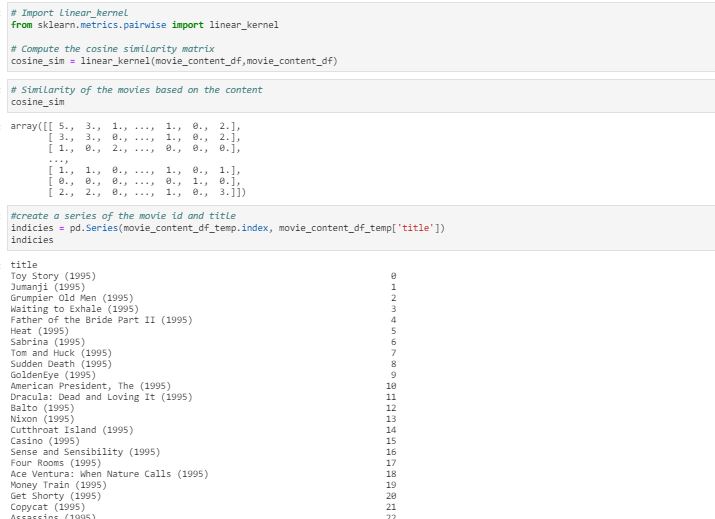 # Import linear_kernel
from sklearn.metrics.pairwise import linear_kernel
# Compute the cosine similarity matrix
cosine_sim = linear_kernel(movie_content_df,movie_content_df)
# Similarity of the movies based on the content
cosine_sim
array([[ 5., 3., 1., ..., 1., 0., 2.],
[ 3., 3., 0., ..., 1., 0., 2.],
[ 1., 0., 2., ..., 0., 0., 0.],
...,
[ 1., 1., 0., ..., 1., 0., 1.],
[ 0., 0., 0., ..., 0., 1., 0.],
[ 2., 2., 0., ..., 1., 0., 3.]])
#create a series of the movie id and title
indicies = pd.Series(movie_content_df_temp.index, movie_content_df_temp['title'])
indicies
title
Toy Story (1995) 0
Jumanji (1995) 1
Grumpier Old Men (1995) 2
Waiting to Exhale (1995) 3
Father of the Bride Part II (1995) 4
Heat (1995) 5
Sabrina (1995) 6
Tom and Huck (1995) 7
Sudden Death (1995) 8
GoldenEye (1995) 9
American President, The (1995) 10
Dracula: Dead and Loving It (1995) 11
Balto (1995) 12
Nixon (1995) 13
Cutthroat Island (1995) 14
Casino (1995) 15
Sense and Sensibility (1995) 16
Four Rooms (1995) 17
Ace Ventura: When Nature Calls (1995) 18
Money Train (1995) 19
Get Shorty (1995) 20
Copycat (1995) 21
Assassins (1995) 22